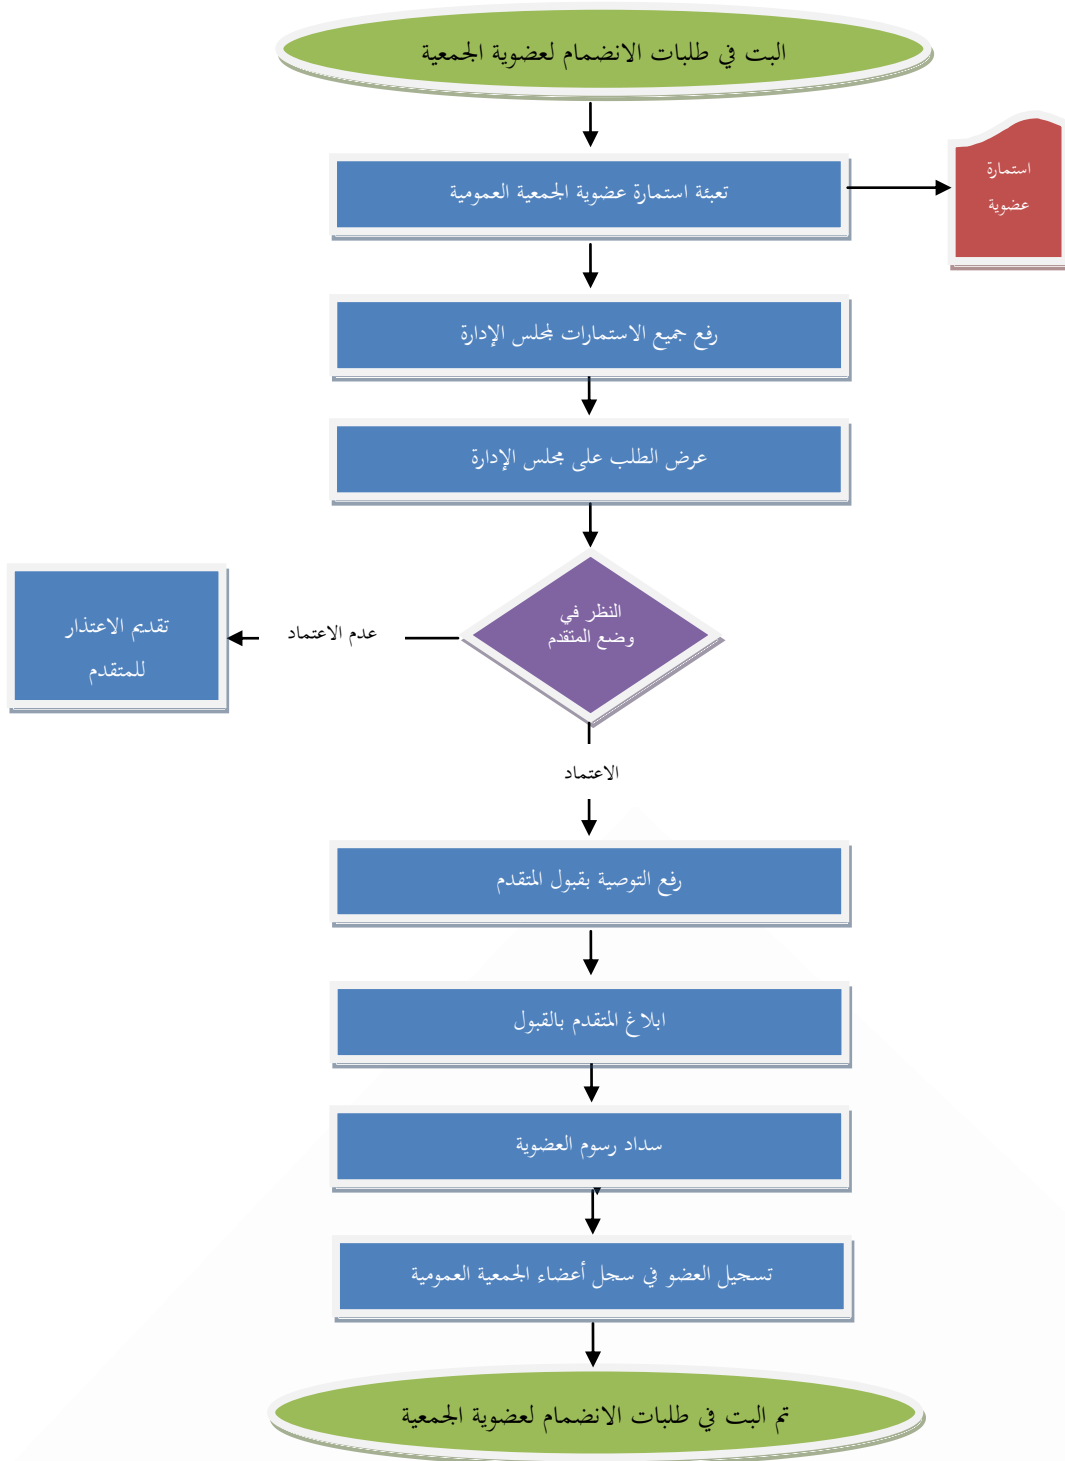 البت في طلبات الانضمام لعضوية الجمعية
تعبئة استمارة عضوية الجمعية العمومية
استمارة
عضوية
رفع جميع الاستمارات لمجلس الإدارة
عرض الطلب على مجلس الإدارة
النظر في
وضع المتقدم
عدم الاعتماد
تقديم الاعتذار
للمتقدم
الاعتماد
رفع التوصية بقبول المتقدم
ابلاغ المتقدم بالقبول
سداد رسوم العضوية
تسجيل العضو في سجل أعضاء الجمعية العمومية
تم البت في طلبات الانضمام لعضوية الجمعية